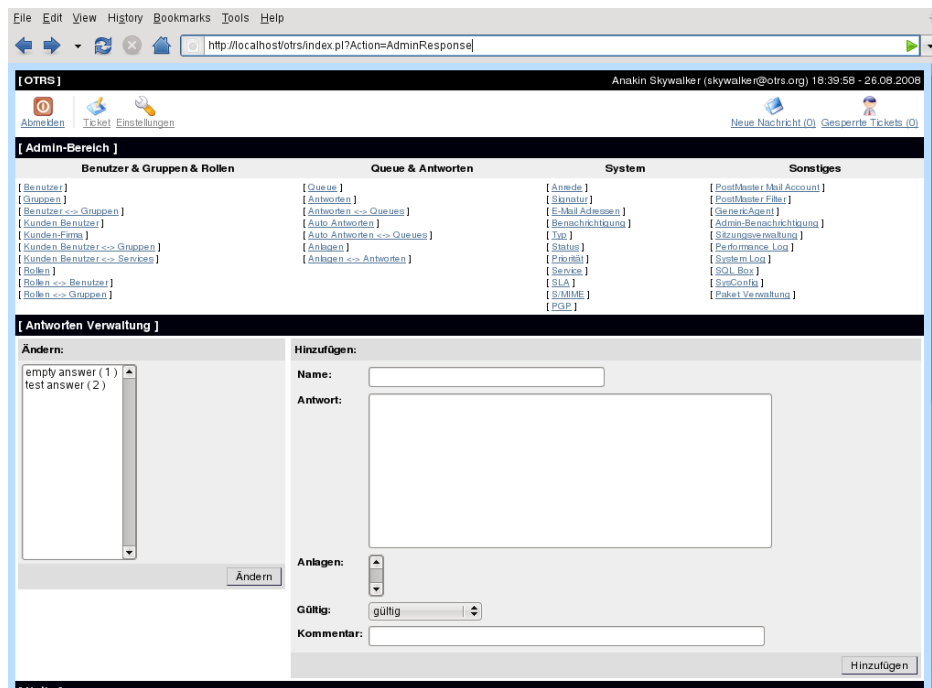 File Edit View History Bookmarks Tools Help
http://localhost/otrs/index.pl?Action=AdminResponse
[ OTRS ] Anakin Skywalker (skywalker@otrs.org) 18:39:58 - 26.08.2008
Abmelden Ticket Einstellungen Neue Nachricht (0) Gesperrte Tickets (0)
[ Admin-Bereich ]
Benutzer & Gruppen & Rollen
[ Benutzer ]
[ Gruppen ]
[ Benutzer <-> Gruppen ]
[ Kunden Benutzer ]
[ Kunden-Firma ]
[ Kunden Benutzer <-> Gruppen ]
[ Kunden Benutzer <-> Services ]
[ Rollen ]
[ Rollen <-> Benutzer ]
[ Rollen <-> Gruppen ]
Queue & Antworten
[ Queue ]
[ Antworten ]
[ Antworten <-> Queues ]
[ Auto Antworten ]
[ Auto Antworten <-> Queues ]
[ Anlagen ]
[ Anlagen <-> Antworten ]
System
[ Anrede ]
[ Signatur ]
[ E-Mail Adressen ]
[ Benachrichtigung ]
[ Typ ]
[ Status ]
[ Priorität ]
[ Service ]
[ SLA ]
[ S/MIME ]
[ PGP ]
Sonstiges
[ PostMaster Mail Account ]
[ PostMaster Filter ]
[ GenericAgent ]
[ Admin-Benachrichtigung ]
[ Sitzungsverwaltung ]
[ Performance Log ]
[ System Log ]
[ SQL Box ]
[ SysConfig ]
[ Paket Verwaltung ]
[ Antworten Verwaltung ]
Ändern:
empty answer ( 1 )
test answer ( 2 )
Ändern
Hinzufügen:
Name:
Antwort:
Anlagen:
Gültig: gültig
Kommentar:
Hinzufügen